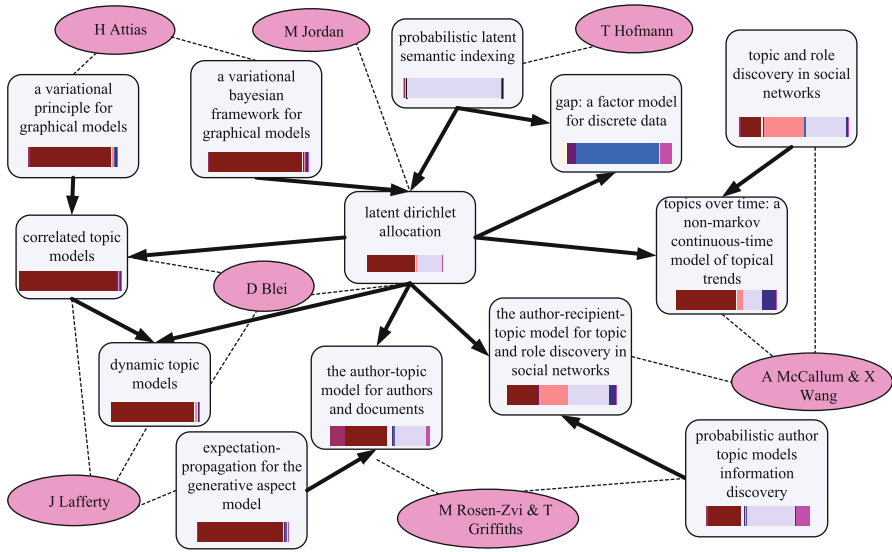 H Attias
M Jordan
probabilistic latent
semantic indexing
T Hofmann
topic and role
discovery in social
networks
a variational
principle for
graphical models
a variational
bayesian
framework for
graphical models
gap: a factor model
for discrete data
latent dirichlet
allocation
topics over time: a
non-markov
continuous-time
model of topical
trends
correlated topic
models
D Blei
the author-recipient-
topic model for topic
and role discovery in
social networks
dynamic topic
models
the author-topic
model for authors
and documents
A McCallum & X
Wang
expectation-
propagation for the
generative aspect
model
probabilistic author
topic models
information
discovery
J Lafferty
M Rosen-Zvi & T
Griffiths